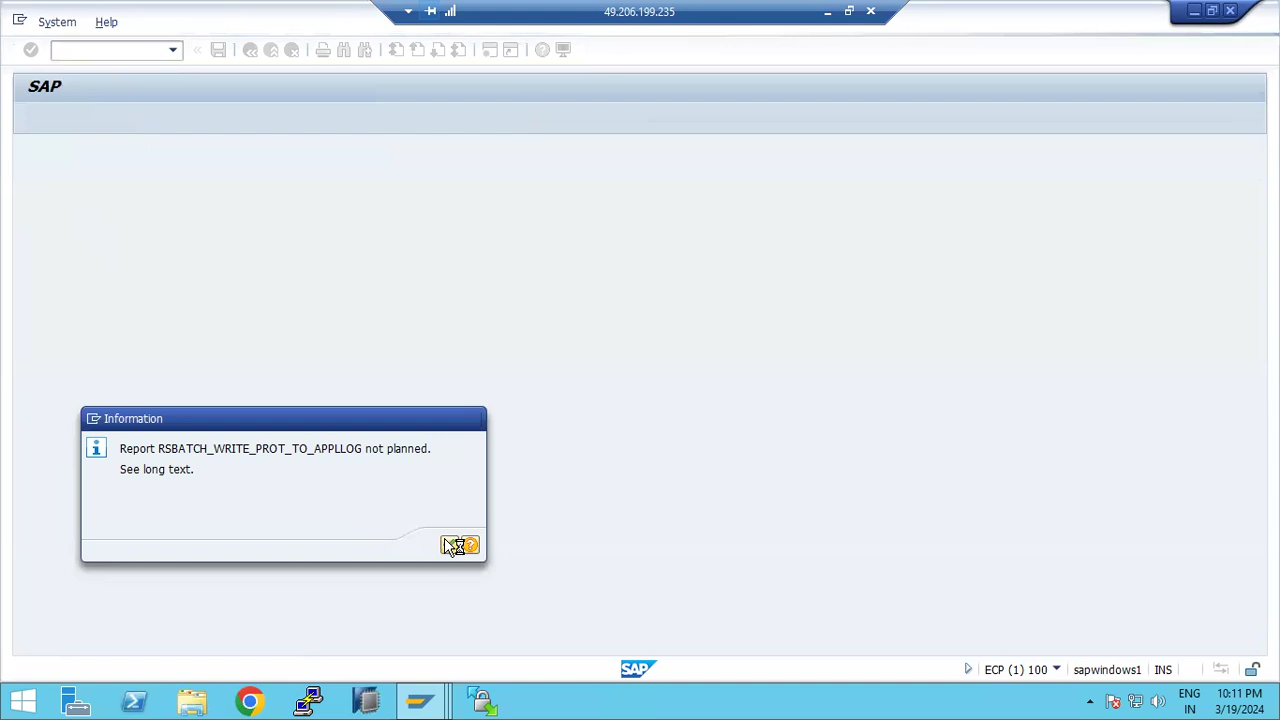 49.206.199.235
System Help
SAP
Information
Report RSBATCH_WRITE_PROT_TO_APPLLOG not planned.
See long text.
SAP
ECP (1) 100 sapwindows1 INS
ENG 10:11 PM
IN 3/19/2024